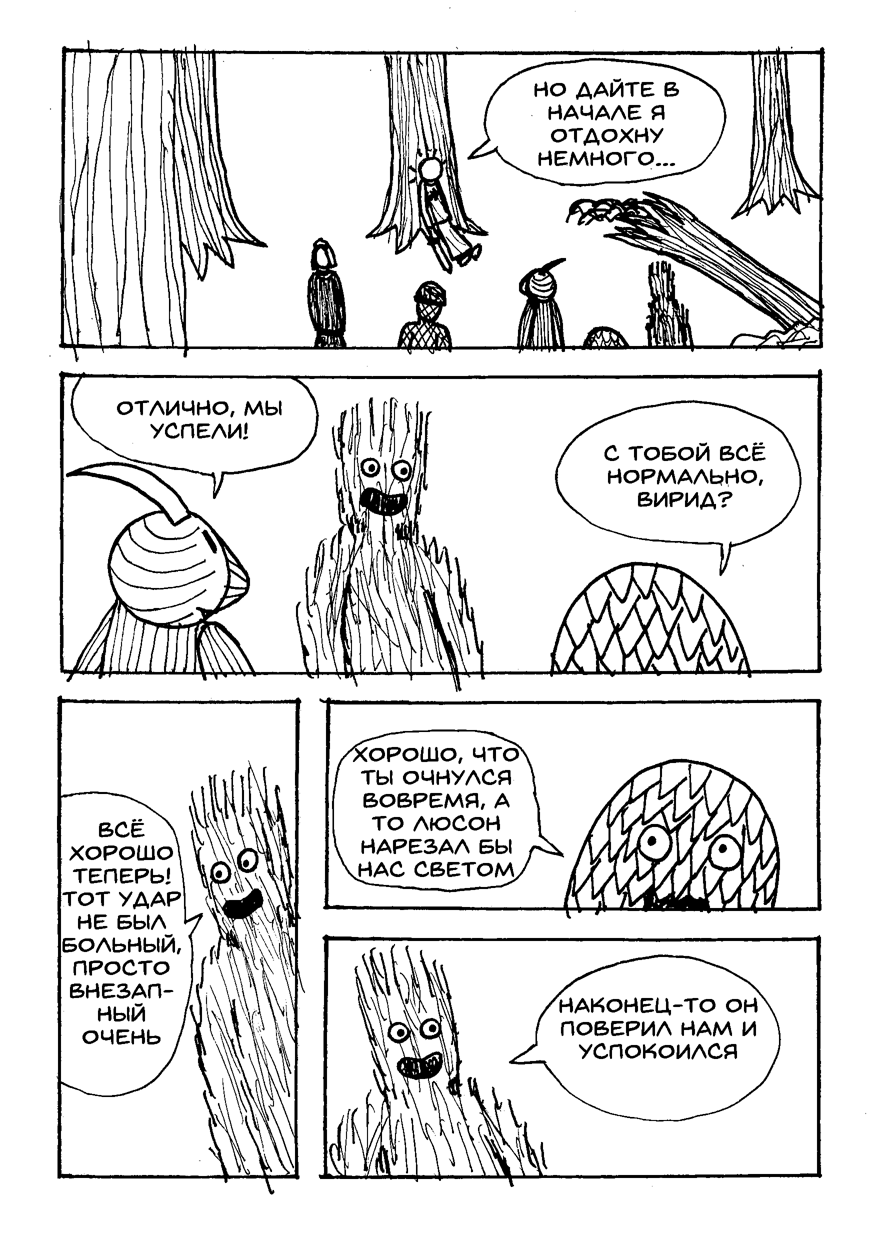 НО ДАЙТЕ В
НАЧАЛЕ Я
ОТДОХНУ
НЕМНОГО...
ОТЛИЧНО, МЫ
УСПЕЛИ!
С ТОБОЙ ВСЁ
НОРМАЛЬНО,
ВИРИД?
ВСЁ
ХОРОШО
ТЕПЕРЬ!
ТОТ УДАР
НЕ БЫЛ
БОЛЬНЫЙ,
ПРОСТО
ВНЕЗАП-
НЫЙ
ОЧЕНЬ
ХОРОШО, ЧТО
ТЫ ОЧНУЛСЯ
ВОВРЕМЯ, А
ТО ЛЮСОН
НАРЕЗАЛ БЫ
НАС СВЕТОМ
НАКОНЕЦ-ТО ОН
ПОВЕРИЛ НАМ И
УСПОКОИЛСЯ